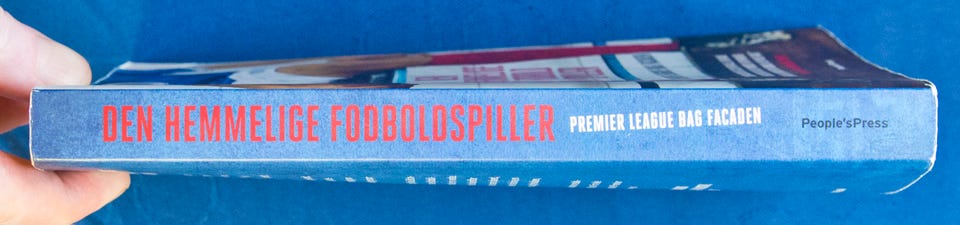 DEN HEMMELIGE FODBOLDSPILLER PREMIER LEAGUE BAG FACADEN People'sPress